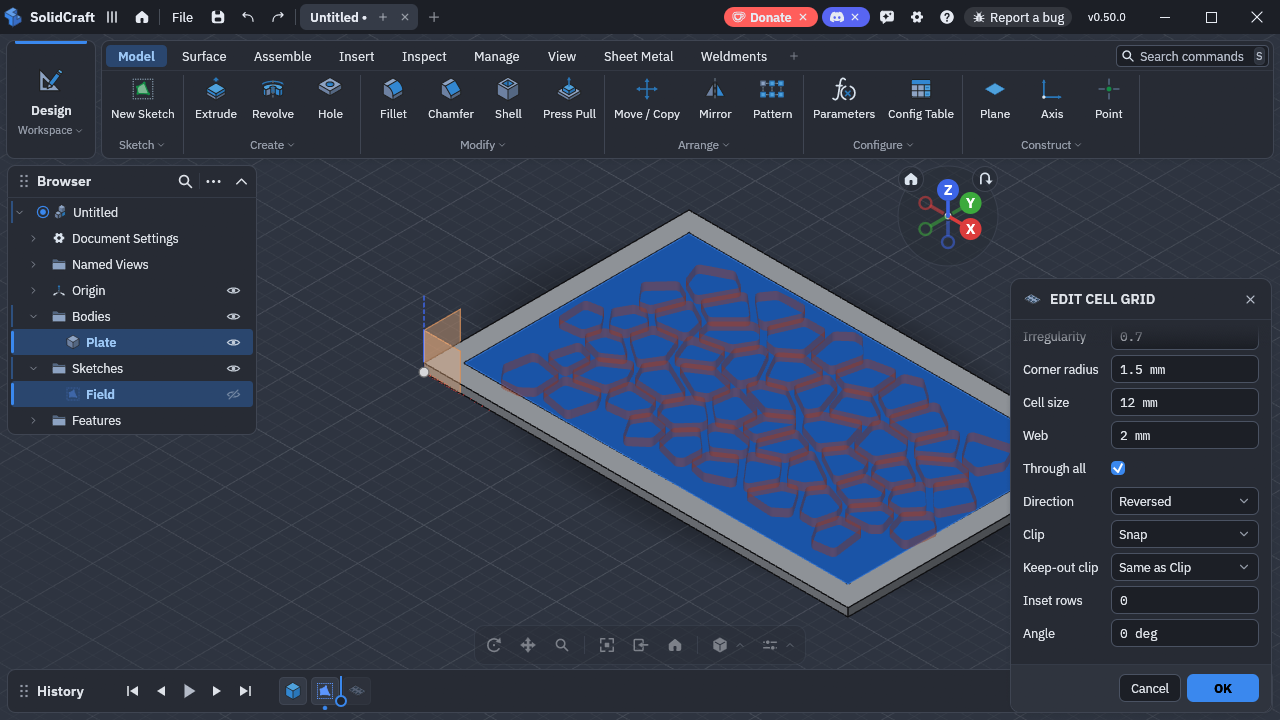 SolidCraft
File
Untitled •
Donate
Report a bug
v0.50.0
Design
Workspace
Model
Surface
Assemble
Insert
Inspect
Manage
View
Sheet Metal
Weldments
Search commands
S
New Sketch
Extrude
Revolve
Hole
Fillet
Chamfer
Shell
Press Pull
Move / Copy
Mirror
Pattern
Parameters
Config Table
Plane
Axis
Point
Sketch
Create
Modify
Arrange
Configure
Construct
Browser
Untitled
Document Settings
Named Views
Origin
Bodies
Plate
Sketches
Field
Features
Z
Y
X
EDIT CELL GRID
Irregularity 0.7
Corner radius 1.5 mm
Cell size 12 mm
Web 2 mm
Through all
Direction Reversed
Clip Snap
Keep-out clip Same as Clip
Inset rows 0
Angle 0 deg
Cancel
OK
History